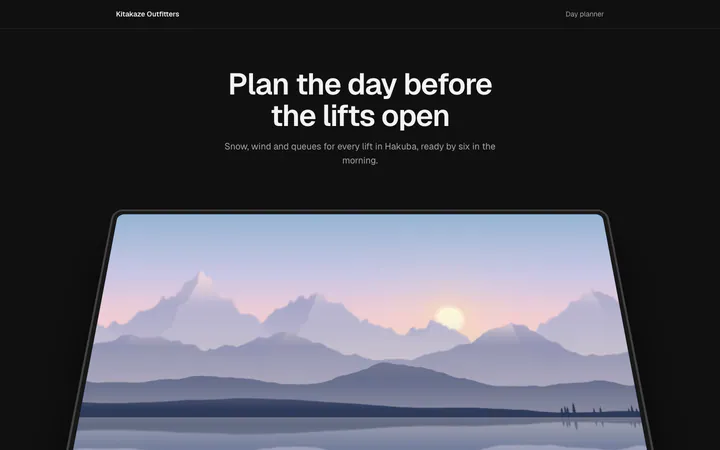 Kitakaze Outfitters
Day planner
Plan the day before
the lifts open
Snow, wind and queues for every lift in Hakuba, ready by six in the
morning.